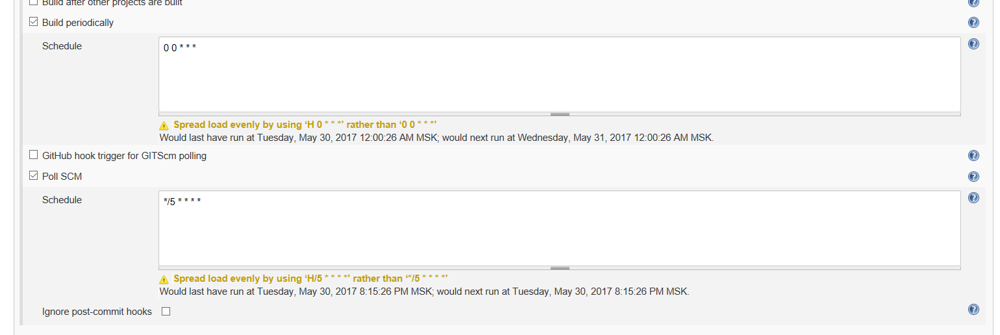 Build after other projects are built
Build periodically
Schedule
0 0 * * *
Spread load evenly by using ‘H 0 * * *’ rather than ‘0 0 * * *’
Would last have run at Tuesday, May 30, 2017 12:00:26 AM MSK; would next run at Wednesday, May 31, 2017 12:00:26 AM MSK.
GitHub hook trigger for GITScm polling
Poll SCM
Schedule
*/5 * * * *
Spread load evenly by using ‘H/5 * * * *’ rather than ‘*/5 * * * *’
Would last have run at Tuesday, May 30, 2017 8:15:26 PM MSK; would next run at Tuesday, May 30, 2017 8:15:26 PM MSK.
Ignore post-commit hooks